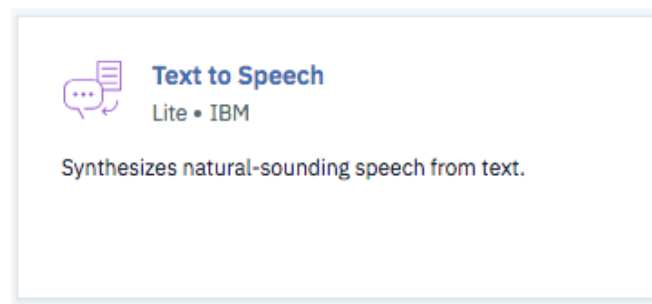 Text to Speech
Lite • IBM
Synthesizes natural-sounding speech from text.